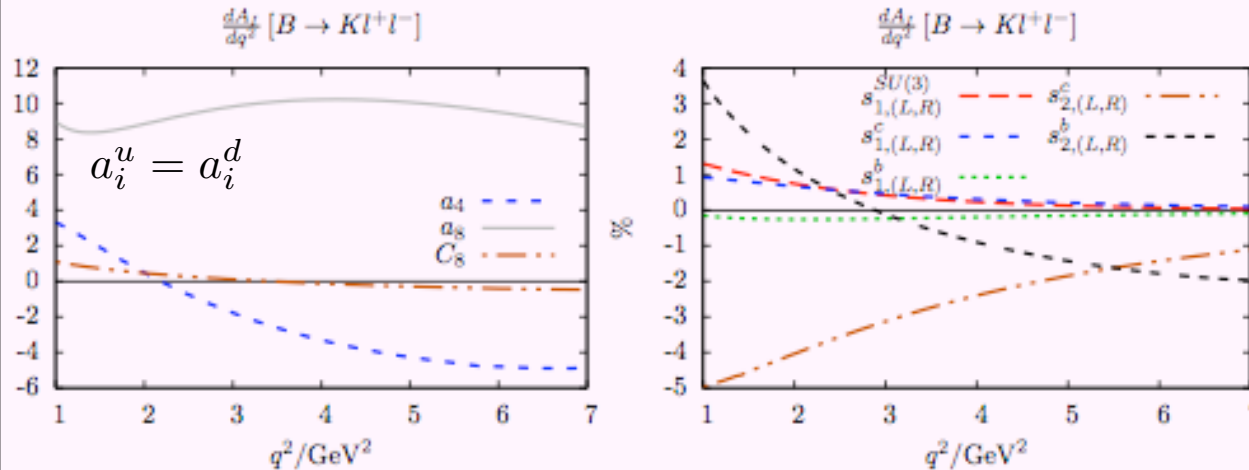 dA_I/dq² [B → Kl⁺l⁻]
12
10
8
6
4
2
0
-2
-4
-6
a_i^u = a_i^d
a_4
a_8
C_8
1 2 3 4 5 6 7
q²/GeV²
dA_I/dq² [B → Kl⁺l⁻]
%
4
3
2
1
0
-1
-2
-3
-4
-5
s_{1,(L,R)}^{SU(3)} s_{2,(L,R)}^c
s_{1,(L,R)}^c s_{2,(L,R)}^b
s_{1,(L,R)}^b
1 2 3 4 5 6
q²/GeV²